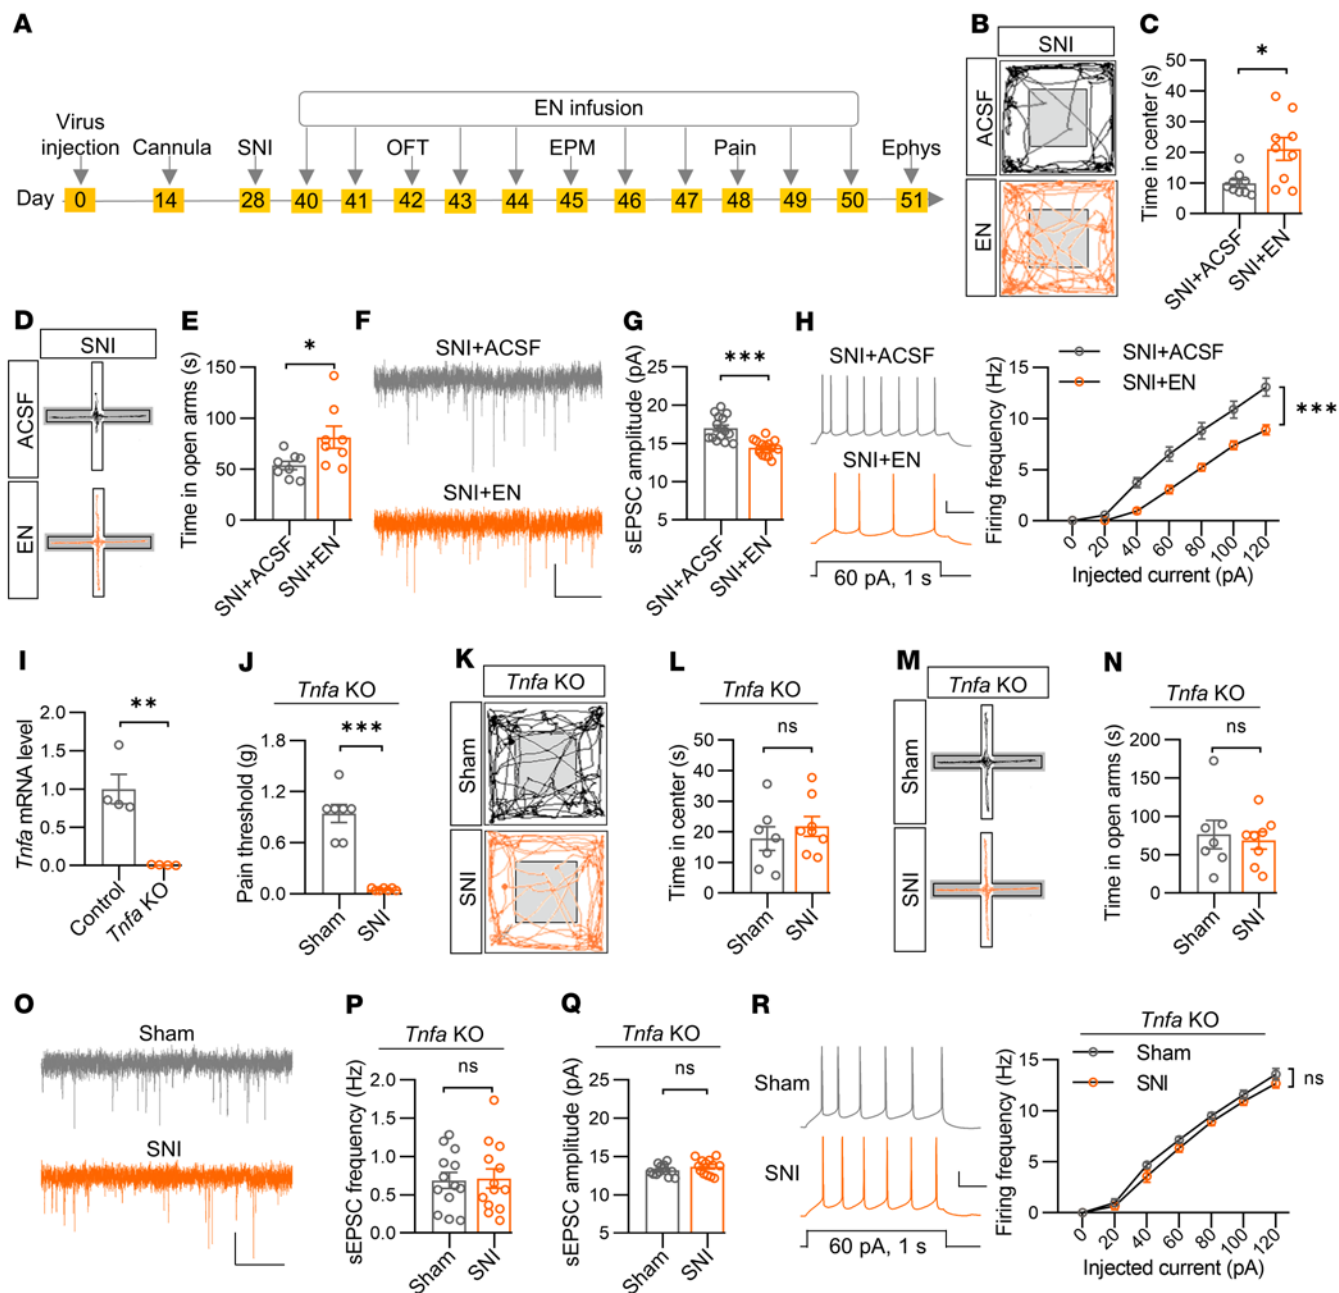 A
EN infusion
Virus
injection
Cannula
SNI
OFT
EPM
Pain
Ephys
Day
0
14
28
40
41
42
43
44
45
46
47
48
49
50
51
B
SNI
ACSF
EN
C
*
Time in center (s)
50
40
30
20
10
0
SNI+ACSF
SNI+EN
D
SNI
ACSF
EN
E
*
Time in open arms (s)
150
100
50
0
SNI+ACSF
SNI+EN
F
SNI+ACSF
SNI+EN
G
***
sEPSC amplitude (pA)
25
20
15
10
5
SNI+ACSF
SNI+EN
H
SNI+ACSF
SNI+EN
60 pA, 1 s
SNI+ACSF
SNI+EN
***
Firing frequency (Hz)
15
10
5
0
0
20
40
60
80
100
120
Injected current (pA)
I
**
Tnfa mRNA level
2.0
1.5
1.0
0.5
0.0
Control
Tnfa KO
J
Tnfa KO
***
Pain threshold (g)
1.8
1.2
0.6
0.0
Sham
SNI
K
Tnfa KO
Sham
SNI
L
Tnfa KO
ns
Time in center (s)
50
40
30
20
10
0
Sham
SNI
M
Tnfa KO
Sham
SNI
N
Tnfa KO
ns
Time in open arms (s)
200
150
100
50
0
Sham
SNI
O
Sham
SNI
P
Tnfa KO
ns
sEPSC frequency (Hz)
2.0
1.5
1.0
0.5
0.0
Sham
SNI
Q
Tnfa KO
ns
sEPSC amplitude (pA)
25
20
15
10
5
Sham
SNI
R
Sham
SNI
60 pA, 1 s
Tnfa KO
Sham
SNI
ns
Firing frequency (Hz)
15
10
5
0
0
20
40
60
80
100
120
Injected current (pA)